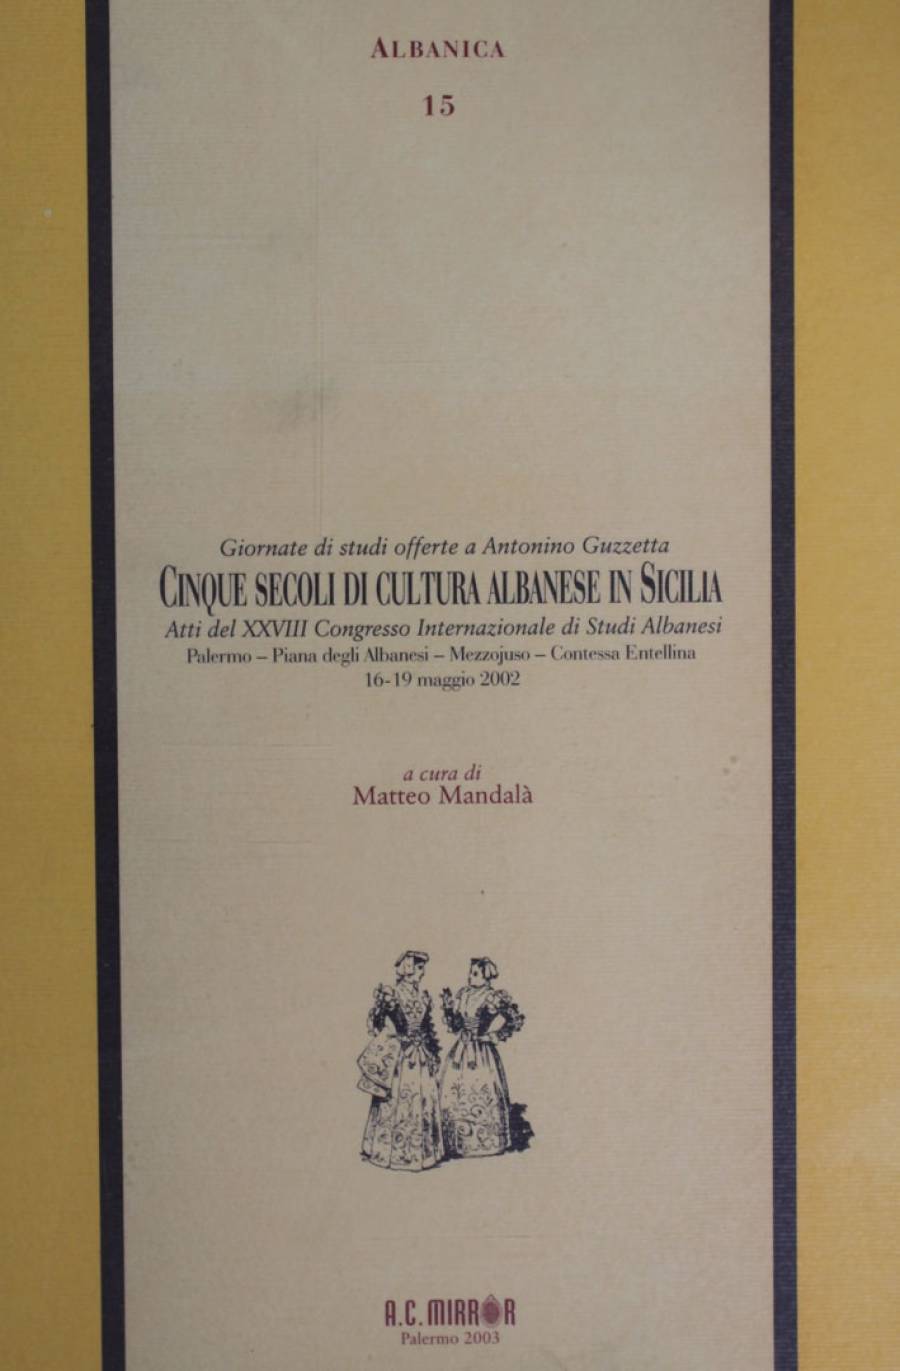 ALBANICA
15
Giornate di studi offerte a Antonino Guzzetta
CINQUE SECOLI DI CULTURA ALBANESE IN SICILIA
Atti del XXVIII Congresso Internazionale di Studi Albanesi
Palermo – Piana degli Albanesi – Mezzojuso – Contessa Entellina
16-19 maggio 2002
a cura di
Matteo Mandalà
A.C. MIRROR
Palermo 2003